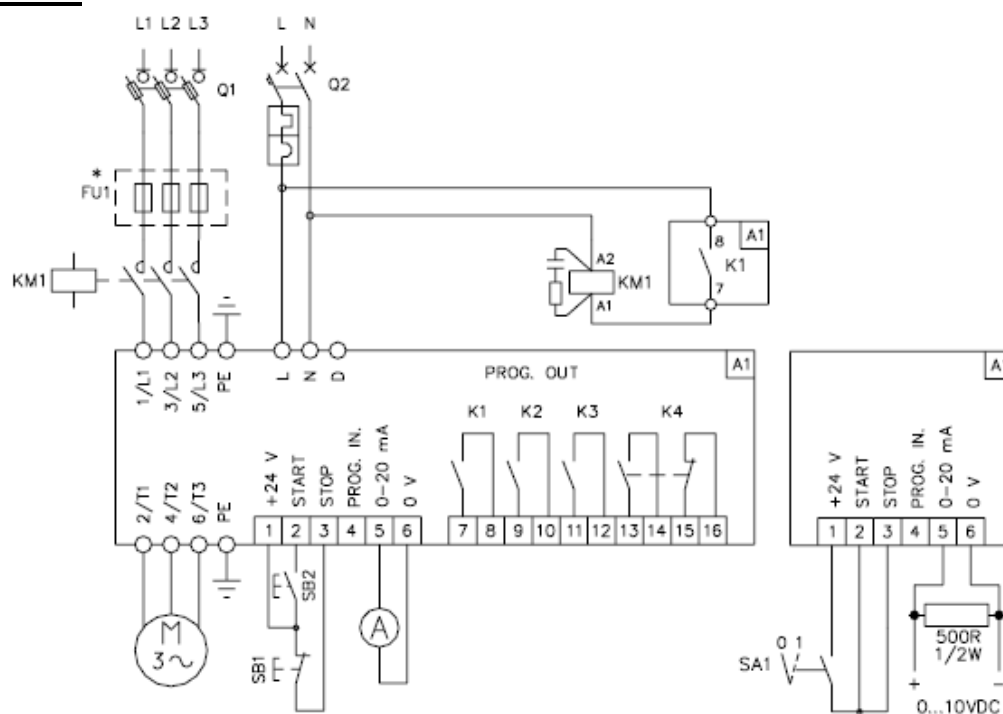 L1 L2 L3 L N
Q1 Q2
*
FU1
8 A1
K1
7
KM1 A2
KM1
A1
1/L1 3/L2 5/L3 PE L N D PROG. OUT A1
K1 K2 K3 K4
2/T1 4/T2 6/T3 PE +24 V START STOP PROG. IN. 0-20 mA 0 V
1 2 3 4 5 6 7 8 9 10 11 12 13 14 15 16
SB2
M
3~
A
SB1
A
+24 V START STOP PROG. IN. 0-20 mA 0 V
1 2 3 4 5 6
500R
1/2W
0 1
SA1
+ -
0...10VDC